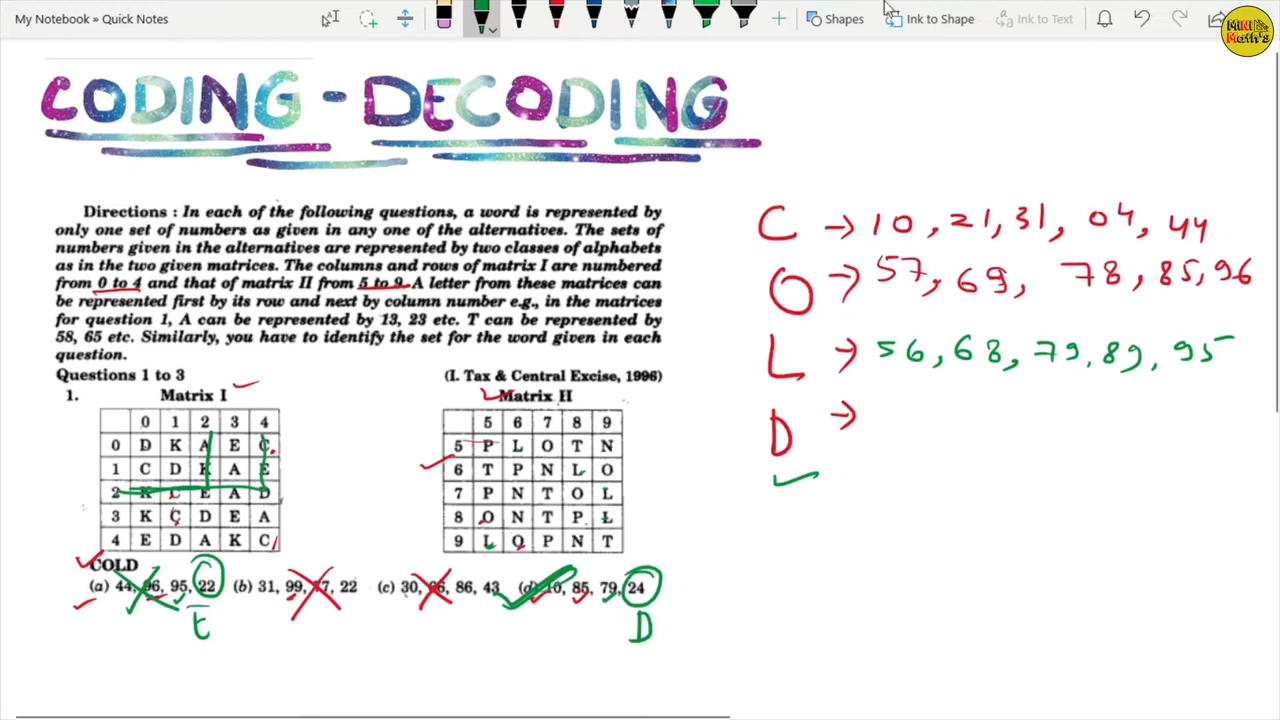 My Notebook » Quick Notes
Shapes
Ink to Shape
Ink to Text
MiNi
Math's
CODING - DECODING
Directions : In each of the following questions, a word is represented by
only one set of numbers as given in any one of the alternatives. The sets of
numbers given in the alternatives are represented by two classes of alphabets
as in the two given matrices. The columns and rows of matrix I are numbered
from 0 to 4 and that of matrix II from 5 to 9. A letter from these matrices can
be represented first by its row and next by column number e.g., in the matrices
for question 1, A can be represented by 13, 23 etc. T can be represented by
58, 65 etc. Similarly, you have to identify the set for the word given in each
question.
Questions 1 to 3 (I. Tax & Central Excise, 1996)
1. Matrix I Matrix II
0 1 2 3 4
0 D K A E C
1 C D K A E
2 K C E A D
3 K C D E A
4 E D A K C
5 6 7 8 9
5 P L O T N
6 T P N L O
7 P N T O L
8 O N T P L
9 L O P N T
COLD
(a) 44, 96, 95, 22 (b) 31, 99, 22 (c) 30, 86, 43 (d) 10, 85, 79, 24
E D
C → 10, 21, 31, 04, 44
O → 57, 69, 78, 85, 96
L → 56, 68, 79, 89, 95
D →